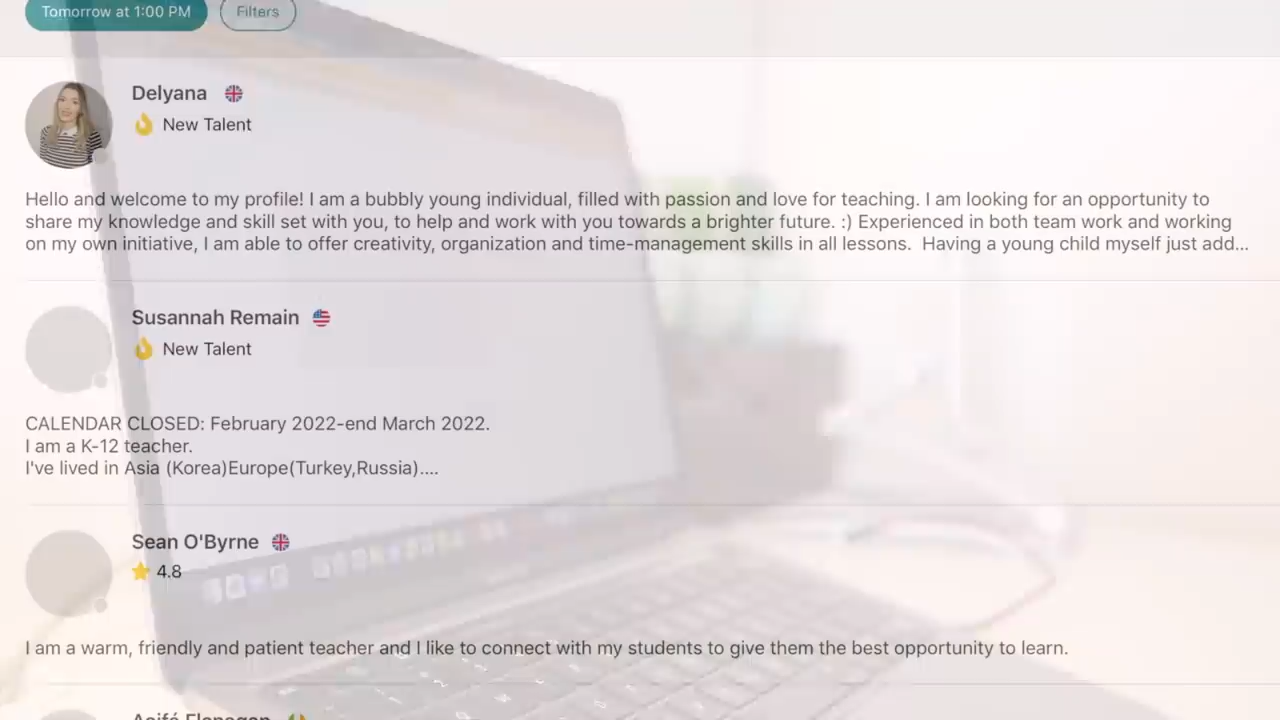 Tomorrow at 1:00 PM
Filters
Delyana
New Talent
Hello and welcome to my profile! I am a bubbly young individual, filled with passion and love for teaching. I am looking for an opportunity to
share my knowledge and skill set with you, to help and work with you towards a brighter future. :) Experienced in both team work and working
on my own initiative, I am able to offer creativity, organization and time-management skills in all lessons.  Having a young child myself just add...
Susannah Remain
New Talent
CALENDAR CLOSED: February 2022-end March 2022.
I am a K-12 teacher.
I've lived in Asia (Korea)Europe(Turkey,Russia)....
Sean O'Byrne
4.8
I am a warm, friendly and patient teacher and I like to connect with my students to give them the best opportunity to learn.